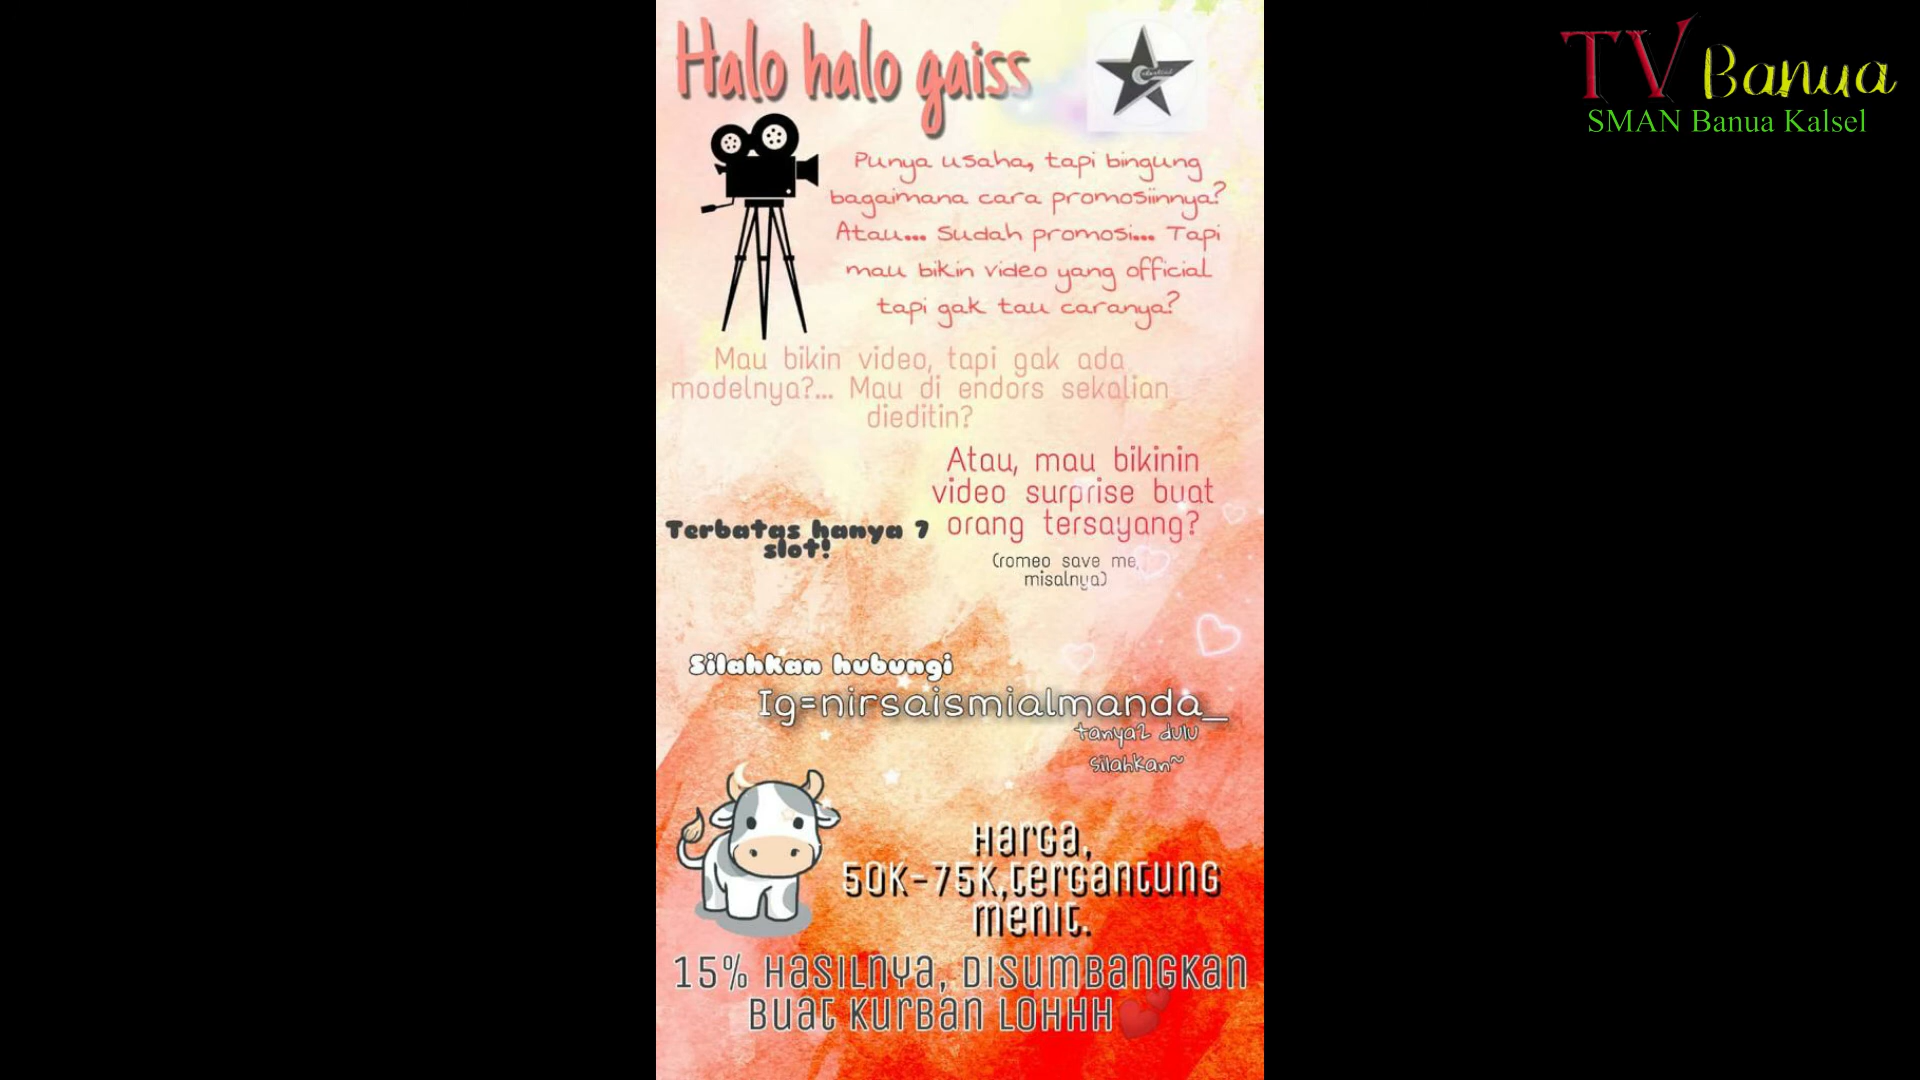 Halo halo gaiss
TV Banua
SMAN Banua Kalsel
Punya usaha, tapi bingung
bagaimana cara promosiinnya?
Atau... Sudah promosi... Tapi
mau bikin video yang official
tapi gak tau caranya?
Mau bikin video, tapi gak ada
modelnya?... Mau di endors sekalian
dieditin?
Atau, mau bikinin
video surprise buat
orang tersayang?
(romeo save me,
misalnya)
Terbatas hanya 7
slot!
Silahkan hubungi
Ig=nirsaismialmanda_
tanya2 dulu
silahkan~
Harga,
50K-75K,tergantung
menit.
15% Hasilnya, Disumbangkan
Buat Kurban LOHHH